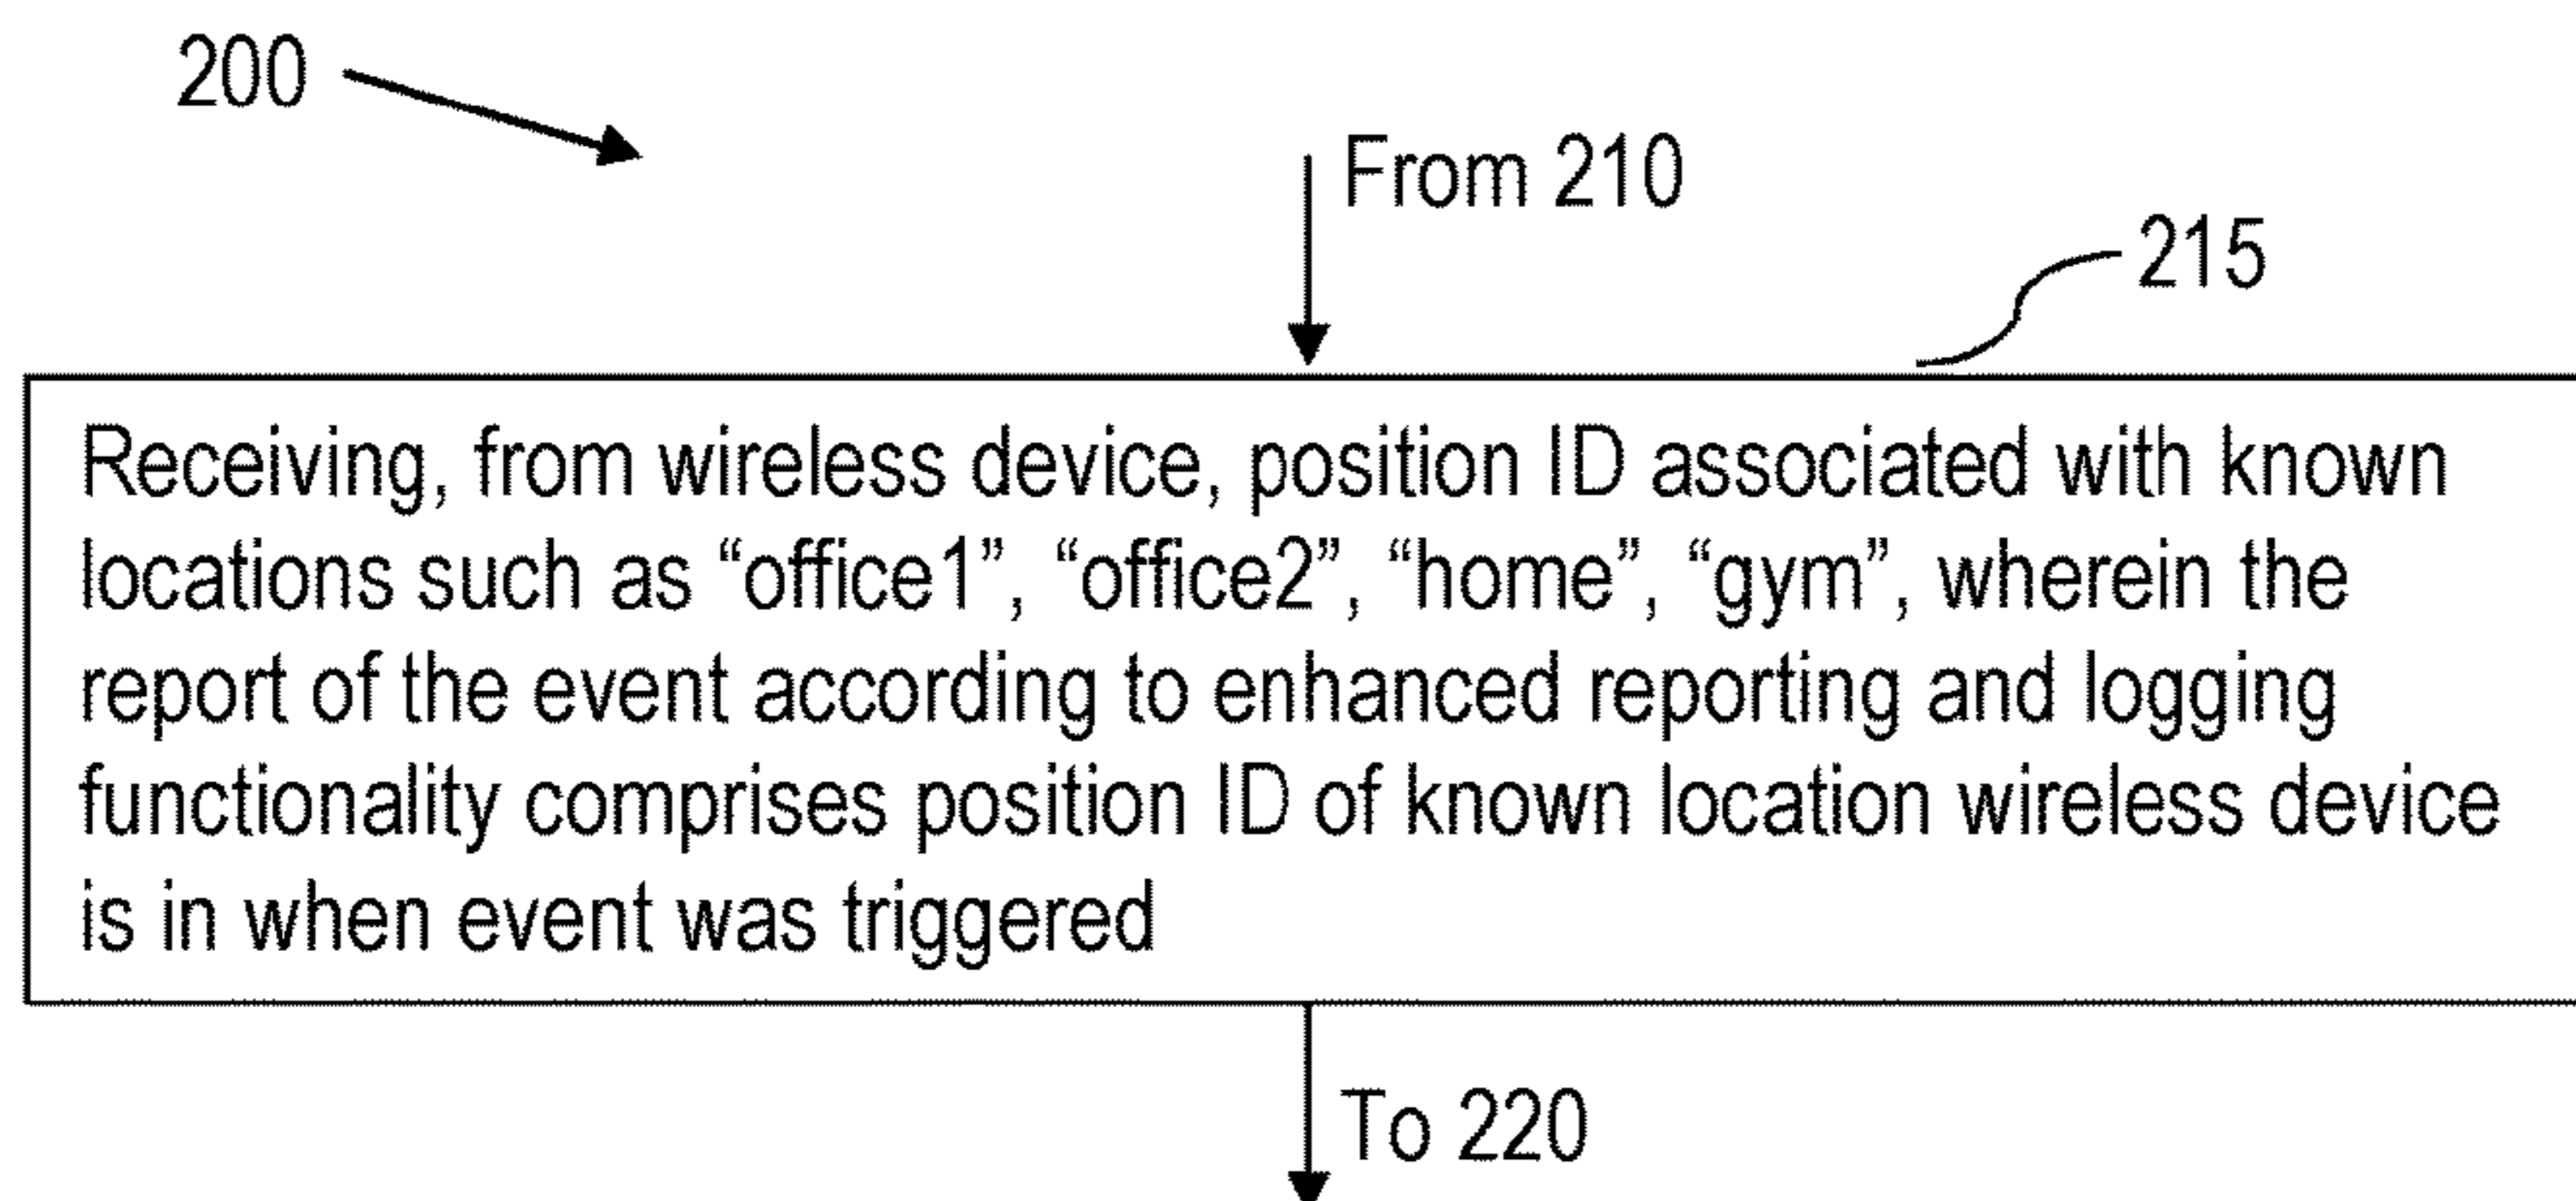 200
From 210
215
Receiving, from wireless device, position ID associated with known
locations such as “office1”, “office2”, “home”, “gym”, wherein the
report of the event according to enhanced reporting and logging
functionality comprises position ID of known location wireless device
is in when event was triggered
To 220